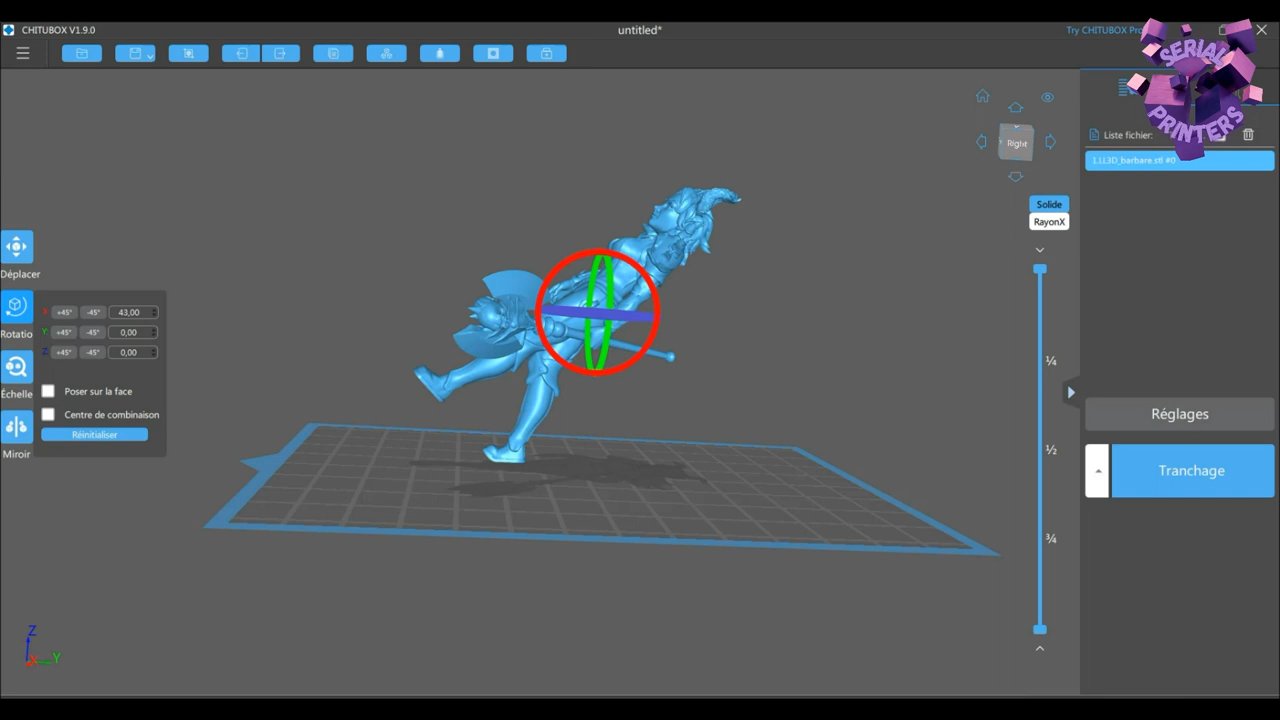 CHITUBOX V1.9.0
untitled*
Try CHITUBOX Pro
SERIAL
PRINTERS
Liste fichier:
1.LL3D_barbare.stl #0
Right
Solide
RayonX
Déplacer
X: +45° -45° 43,00
Rotatio
Y: +45° -45° 0,00
Z: +45° -45° 0,00
Échelle
Poser sur la face
Centre de combinaison
Réinitialiser
Miroir
¼
½
¾
Réglages
Tranchage
Z
X
Y